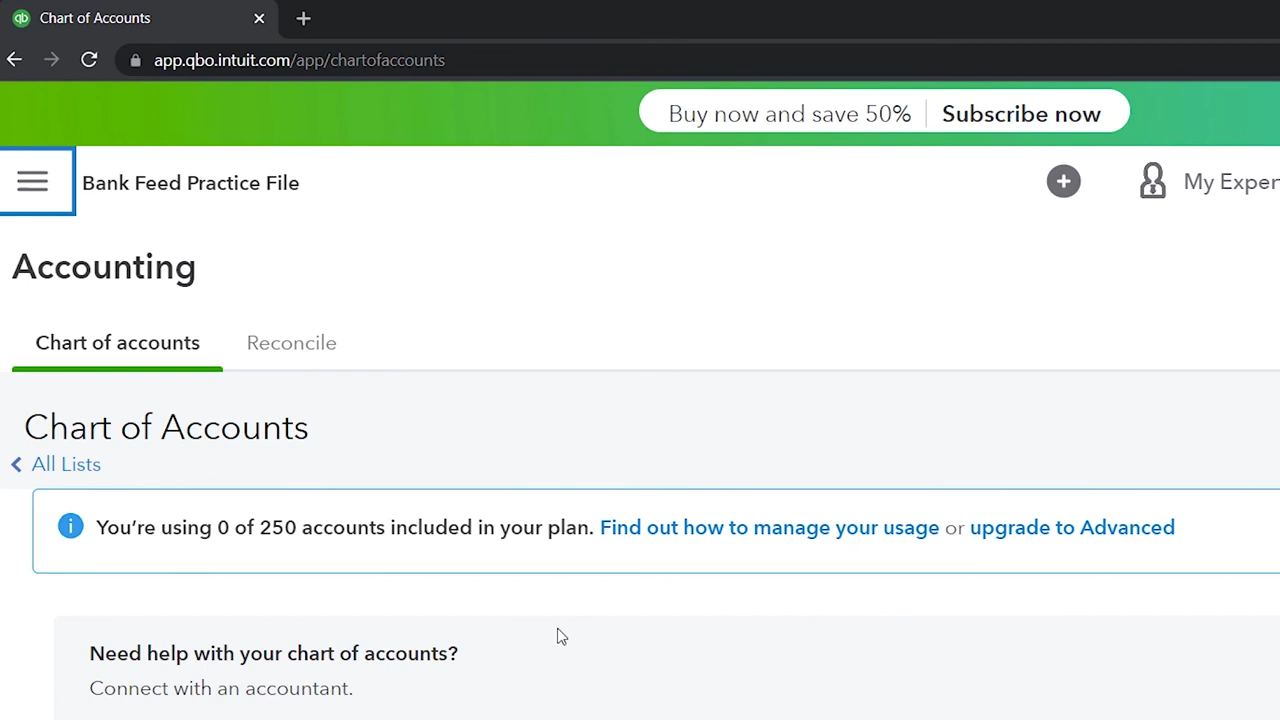 qb Chart of Accounts
app.qbo.intuit.com/app/chartofaccounts
Buy now and save 50% Subscribe now
Bank Feed Practice File
My Exper
Accounting
Chart of accounts Reconcile
Chart of Accounts
All Lists
You're using 0 of 250 accounts included in your plan. Find out how to manage your usage or upgrade to Advanced
Need help with your chart of accounts?
Connect with an accountant.